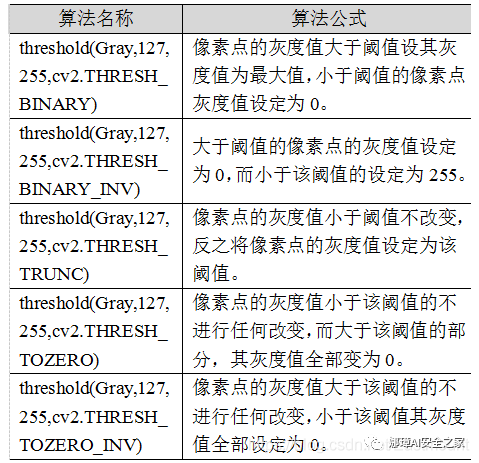 算法名称 算法公式
threshold(Gray,127, 像素点的灰度值大于阈值设其灰
255,cv2.THRESH_ 度值为最大值，小于阈值的像素点
BINARY) 灰度值设定为 0。
threshold(Gray,127,
255,cv2.THRESH_
BINARY_INV)
大于阈值的像素点的灰度值设定
为 0，而小于该阈值的设定为 255。
threshold(Gray,127, 像素点的灰度值小于阈值不改变，
255,cv2.THRESH_ 反之将像素点的灰度值设定为该
TRUNC) 阈值。
threshold(Gray,127, 像素点的灰度值小于该阈值的不
255,cv2.THRESH_ 进行任何改变，而大于该阈值的部
TOZERO) 分，其灰度值全部变为 0。
threshold(Gray,127, 像素点的灰度值大于该阈值的不
255,cv2.THRESH_ 进行任何改变，小于该阈值其灰度
TOZERO_INV) 值全部设定为 0。
娜璋AI安全之家